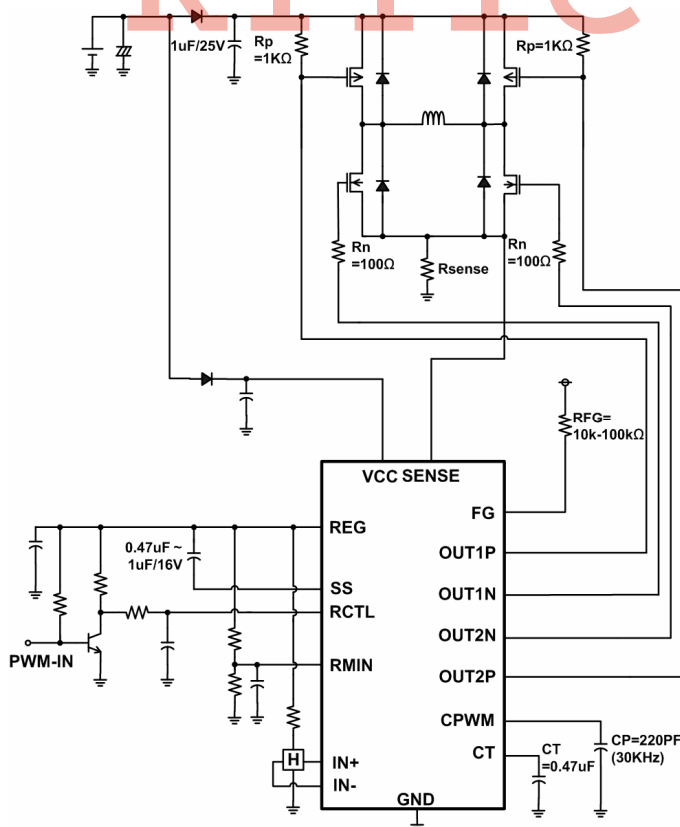 1uF/25V
Rp
=1KΩ
Rp=1KΩ
Rn
=100Ω
Rsense
Rn
=100Ω
RFG=
10k-100kΩ
VCC SENSE
FG
REG
0.47uF ~
1uF/16V
OUT1P
SS
OUT1N
RCTL
OUT2N
PWM-IN
RMIN
OUT2P
CPWM
CP=220PF
(30KHz)
CT
CT
=0.47uF
H
IN+
IN-
GND